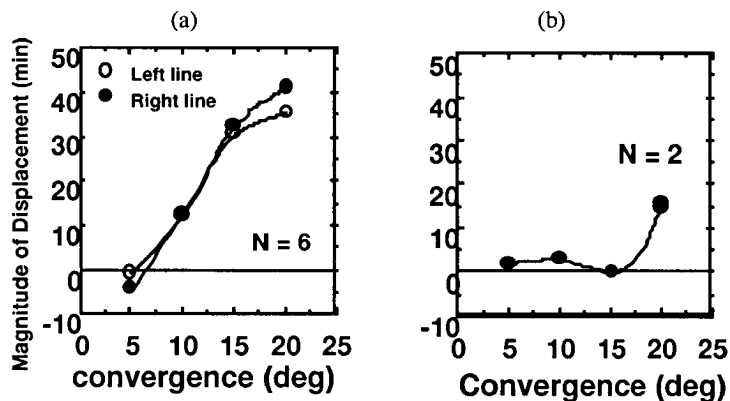 (a)
(b)
Magnitude of Displacement (min)
50
40
30
20
10
0
-10
Left line
Right line
N = 6
0 5 10 15 20 25
convergence (deg)
50
40
30
20
10
0
-10
N = 2
0 5 10 15 20 25
Convergence (deg)